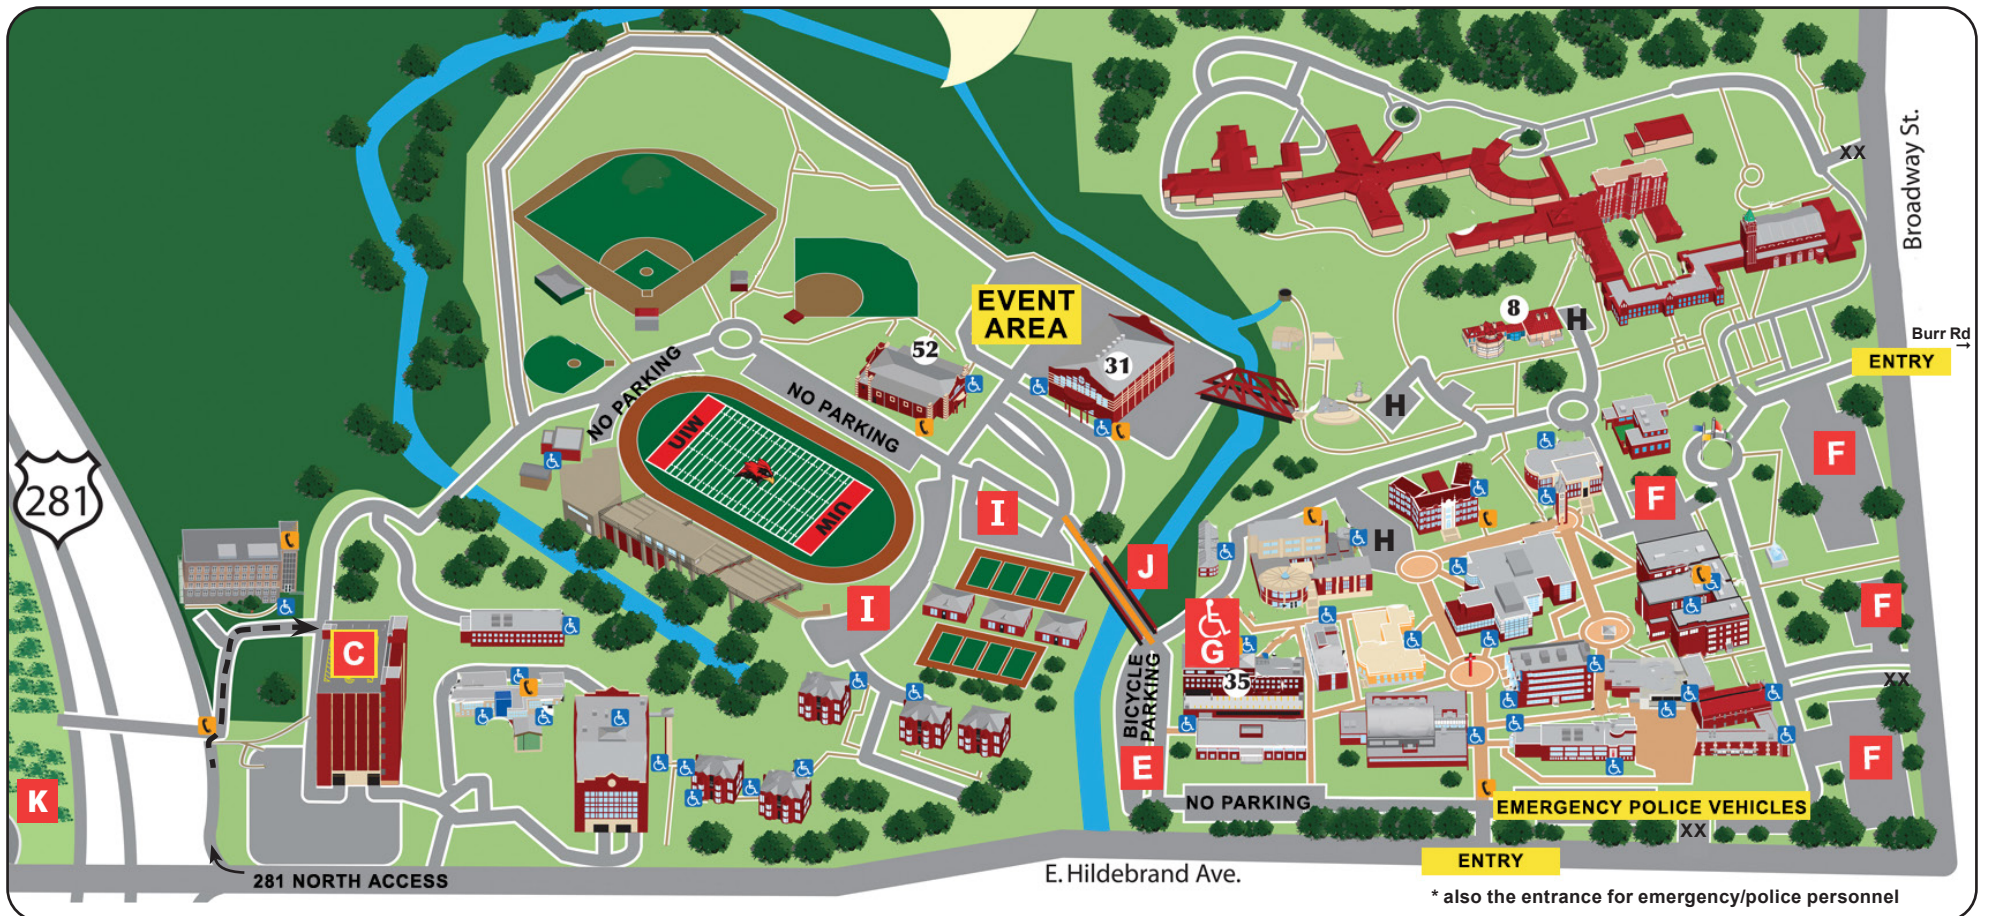 XX
Broadway St.
EVENT
AREA
8
H
Burr Rd
→
ENTRY
52
31
NO PARKING
NO PARKING
H
UIW
UIW
281
F
F
I
H
J
I
F
C
G
35
BICYCLE
PARKING
XX
K
E
F
NO PARKING
EMERGENCY POLICE VEHICLES
XX
ENTRY
281 NORTH ACCESS
E. Hildebrand Ave.
* also the entrance for emergency/police personnel